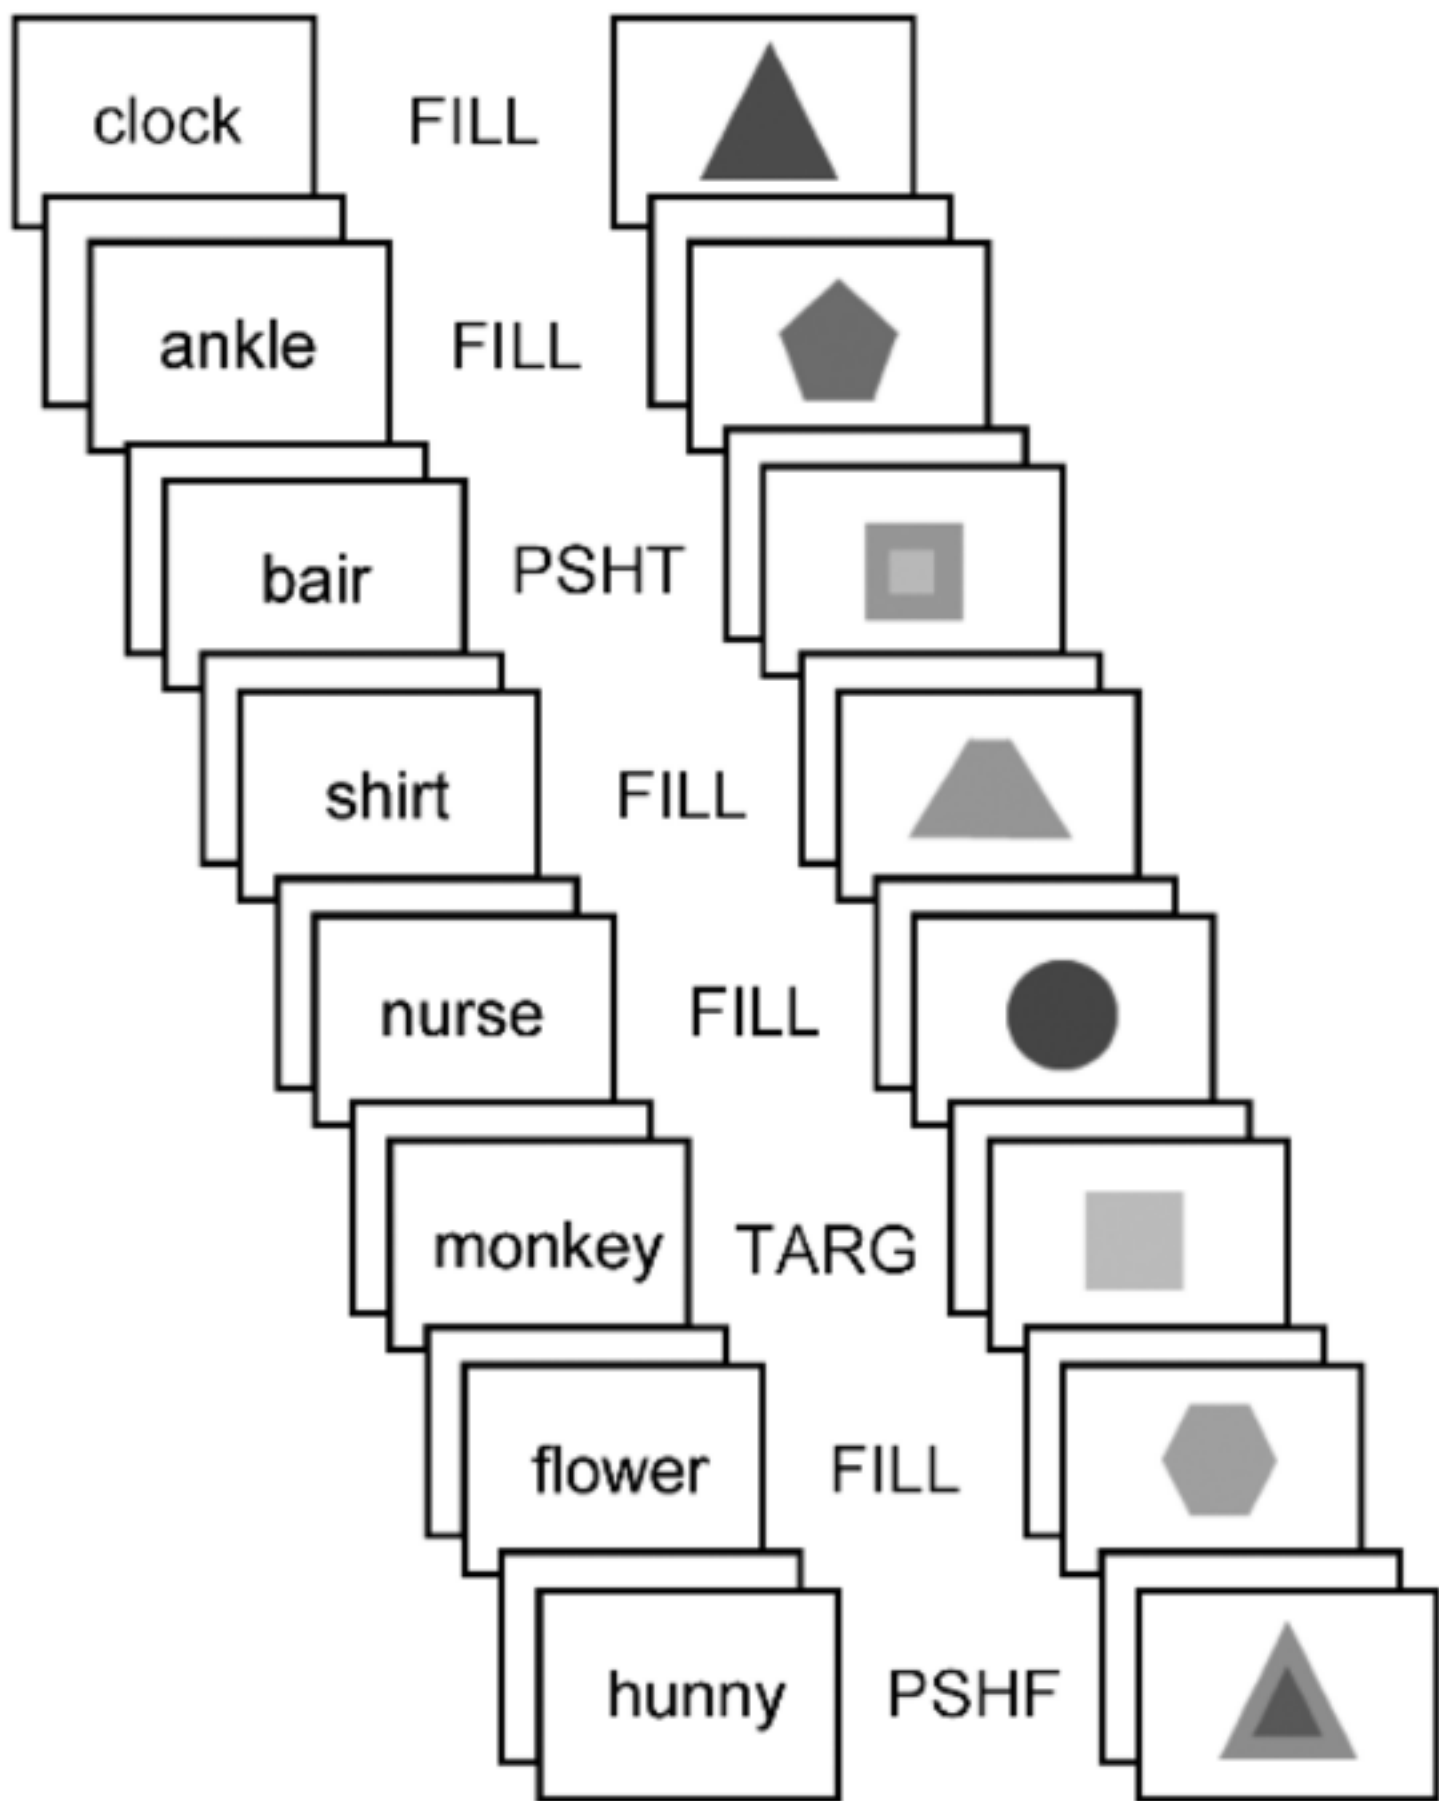 clock FILL
ankle FILL
bair PSHT
shirt FILL
nurse FILL
monkey TARG
flower FILL
hunny PSHF